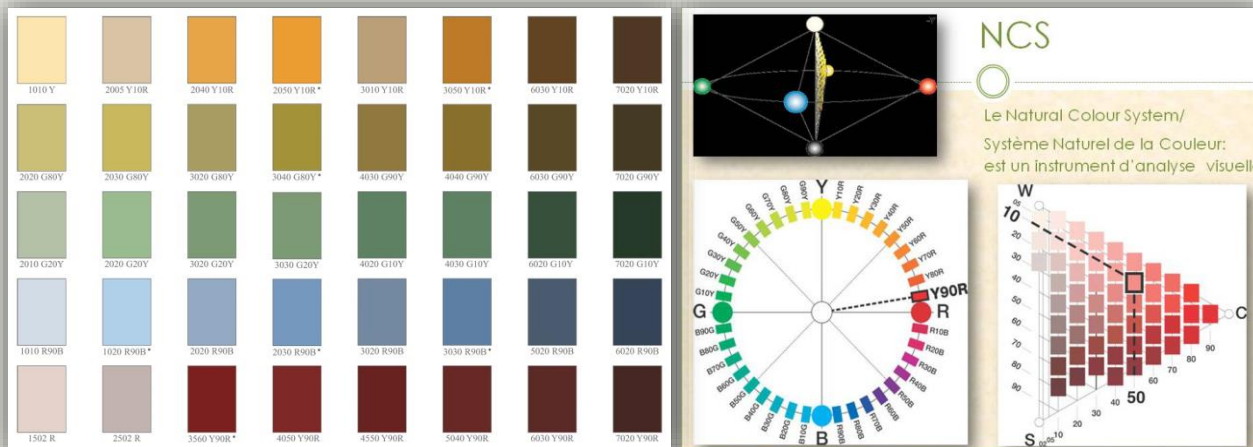 1010 Y 2005 Y10R 2040 Y10R 2050 Y10R* 3010 Y10R 3050 Y10R* 6030 Y10R 7020 Y10R
2020 G80Y 2030 G80Y 3020 G80Y 3040 G80Y* 4030 G90Y 4040 G90Y 6030 G90Y 7020 G90Y
2010 G20Y 2020 G20Y 3020 G20Y 3030 G20Y 4020 G10Y 4030 G10Y 6020 G10Y 7020 G10Y
1010 R90B 1020 R90B* 2020 R90B 2030 R90B* 3020 R90B 3030 R90B* 5020 R90B 6020 R90B
1502 R 2502 R 3560 Y90R* 4050 Y90R 4550 Y90R 5040 Y90R 6030 Y90R 7020 Y90R
NCS
Le Natural Colour System/
Système Naturel de la Couleur:
est un instrument d'analyse visuell
Y
Y10R
Y20R
Y30R
Y40R
Y50R
Y60R
Y70R
Y80R
Y90R
R
R10B
R20B
R30B
R40B
R50B
R60B
R70B
R80B
R90B
B
B10G
B20G
B30G
B40G
B50G
B60G
B70G
B80G
B90G
G
G10Y
G20Y
G30Y
G40Y
G50Y
G60Y
G70Y
G80Y
G90Y
W
05
10
20
30
40
50
60
70
80
90
S
02 05
10
20
30
40
50
60
70
80
90
C